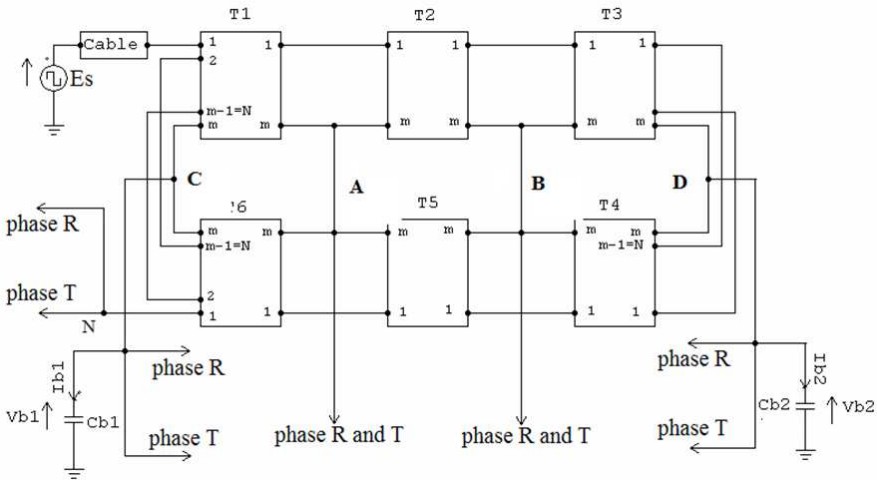 T1 T2 T3
Cable
1 1 1 1 1 1
2
Es
m-1=N
m m m m m m
C A B D
!6 T5 T4
m m m m m m
m-1=N m-1=N
phase R
phase T
2
1 1 1 1 1 1
N
phase R phase R
Ib1 Ib2
Vb1 Cb1 Cb2 Vb2
phase T phase R and T phase R and T phase T